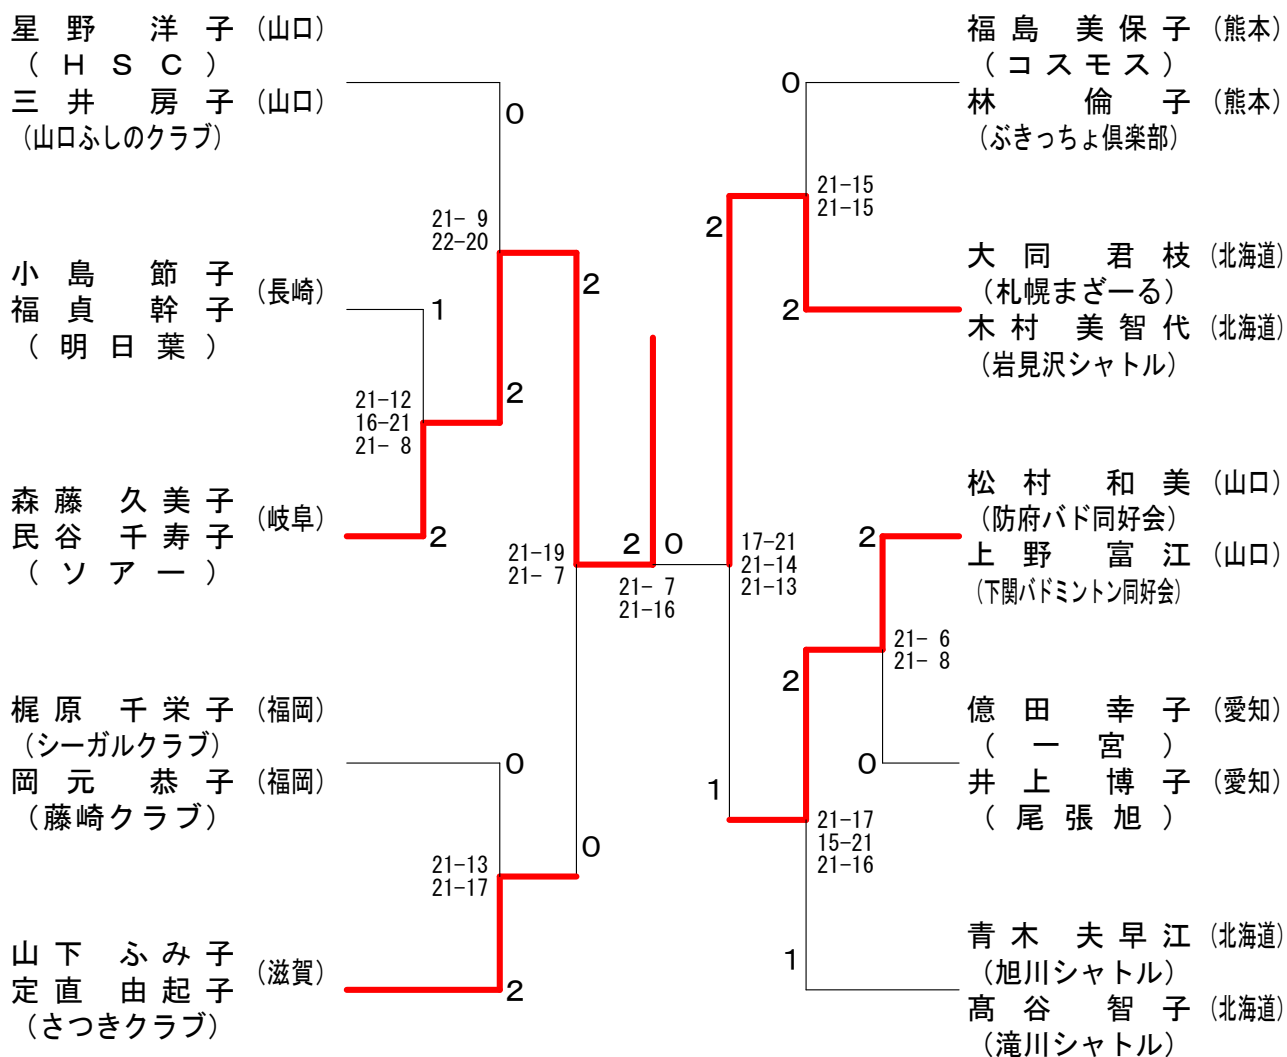 星野 洋子 (山口)
(HSC)
三井 房子 (山口)
(山口ふしのクラブ)
0
21- 9
22-20
小島 節子
福貞 幹子
(長崎)
(明日葉)
1
2
2
21-12
16-21
21- 8
森藤 久美子
民谷 千寿子
(岐阜)
(ソアー)
2
21-19
21- 7
2
0
21- 7
21-16
梶原 千栄子 (福岡)
(シーガルクラブ)
岡元 恭子 (福岡)
(藤崎クラブ)
0
0
21-13
21-17
山下 ふみ子
定直 由起子
(滋賀)
(さつきクラブ)
2
福島 美保子 (熊本)
(コスモス)
林 倫子 (熊本)
(ぶきっちょ倶楽部)
0
21-15
21-15
2
大同 君枝 (北海道)
(札幌まざーる)
木村 美智代 (北海道)
(岩見沢シャトル)
2
17-21
21-14
21-13
松村 和美 (山口)
(防府バド同好会)
上野 富江 (山口)
(下関バドミントン同好会)
2
21- 6
21- 8
2
億田 幸子 (愛知)
(一宮)
井上 博子 (愛知)
(尾張旭)
0
1
21-17
15-21
21-16
青木 夫早江 (北海道)
(旭川シャトル)
髙谷 智子 (北海道)
(滝川シャトル)
1